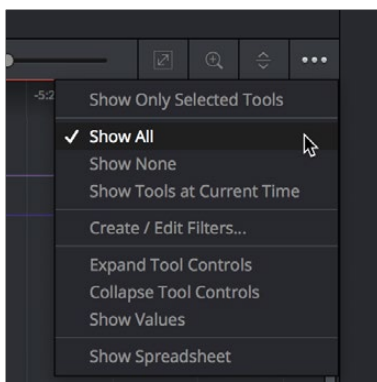 -5:2
Show Only Selected Tools
✓ Show All
Show None
Show Tools at Current Time
Create / Edit Filters...
Expand Tool Controls
Collapse Tool Controls
Show Values
Show Spreadsheet